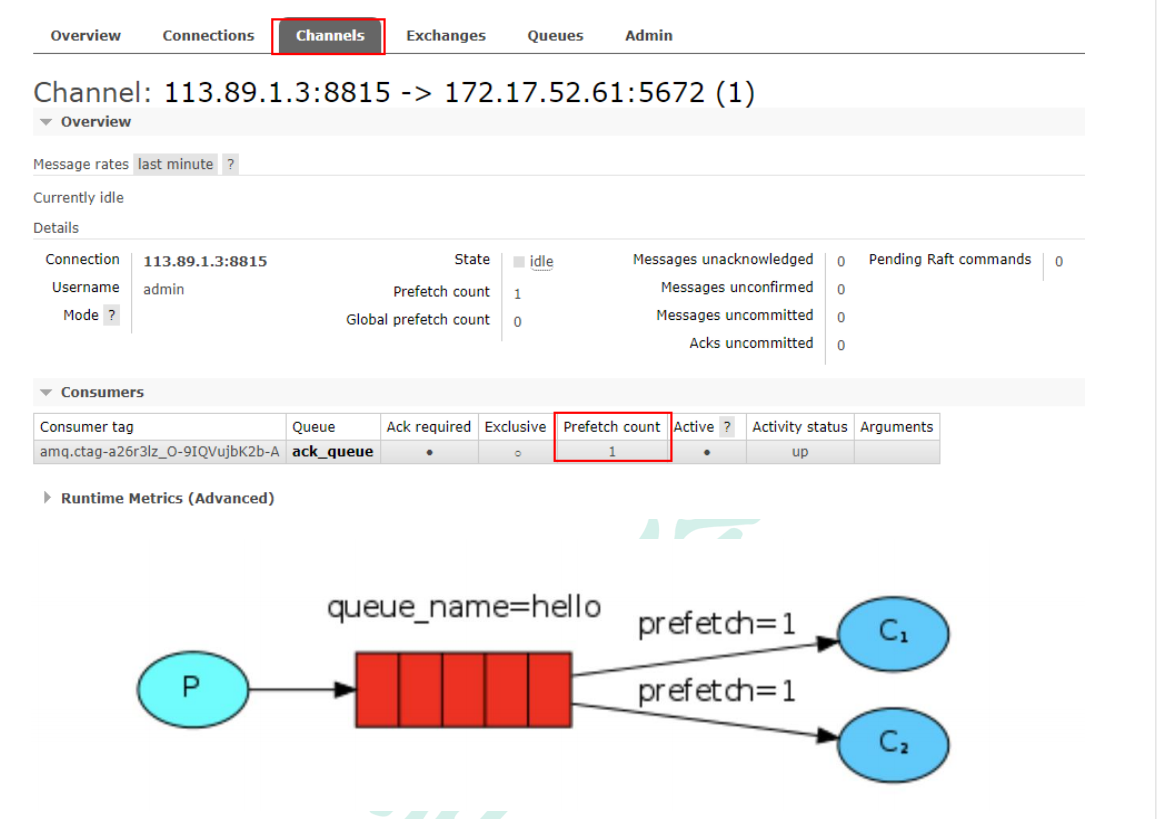 Overview Connections Channels Exchanges Queues Admin
Channel: 113.89.1.3:8815 -> 172.17.52.61:5672 (1)
Overview
Message rates last minute ?
Currently idle
Details
Connection 113.89.1.3:8815 State idle Messages unacknowledged 0 Pending Raft commands 0
Username admin Prefetch count 1 Messages unconfirmed 0
Mode ? Global prefetch count 0 Messages uncommitted 0
Acks uncommitted 0
Consumers
Consumer tag Queue Ack required Exclusive Prefetch count Active ? Activity status Arguments
amq.ctag-a26r3lz_O-9IQVujbK2b-A ack_queue ● ○ 1 ● up
Runtime Metrics (Advanced)
queue_name=hello
prefetch=1
C₁
P
prefetch=1
C₂